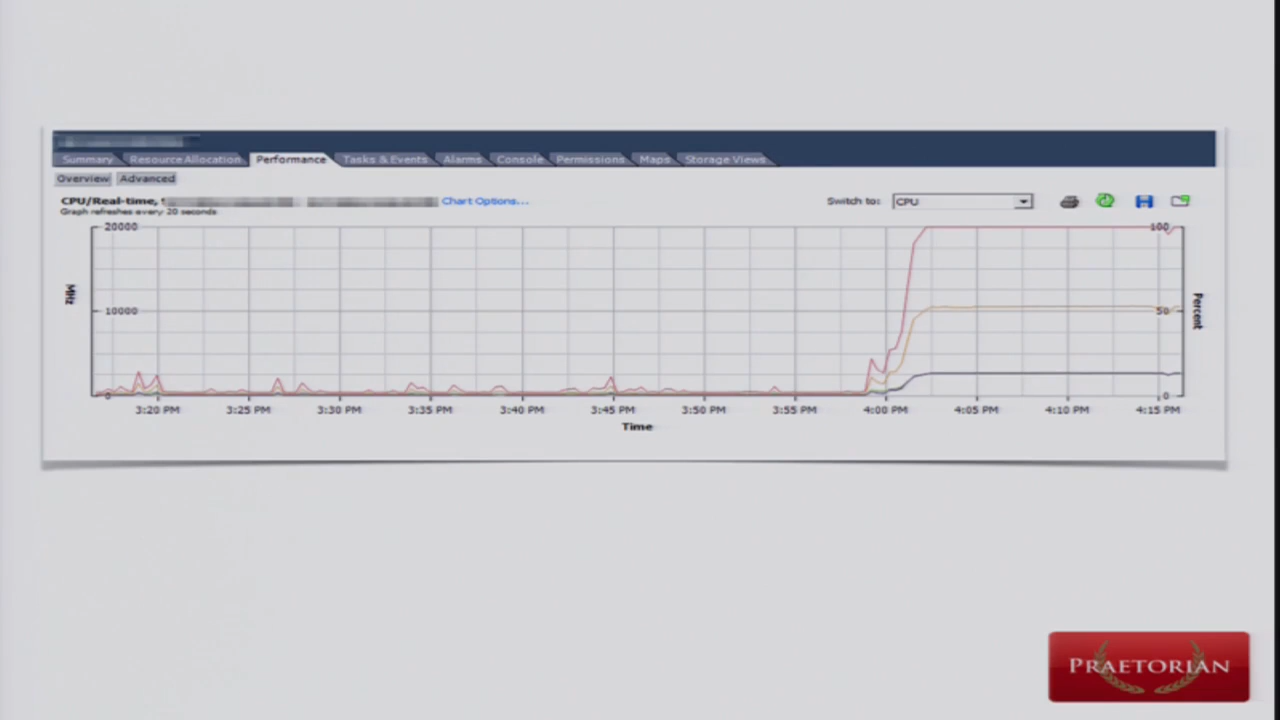 Summary Resource Allocation Performance Tasks & Events Alarms Console Permissions Maps Storage Views
Overview Advanced
CPU/Real-time, Chart Options... Switch to: CPU
Graph refreshes every 20 seconds
20000 100
MHz 10000 50 Percent
0 0
3:20 PM 3:25 PM 3:30 PM 3:35 PM 3:40 PM 3:45 PM 3:50 PM 3:55 PM 4:00 PM 4:05 PM 4:10 PM 4:15 PM
Time
PRAETORIAN